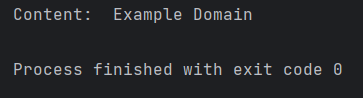 Content:  Example Domain
Process finished with exit code 0